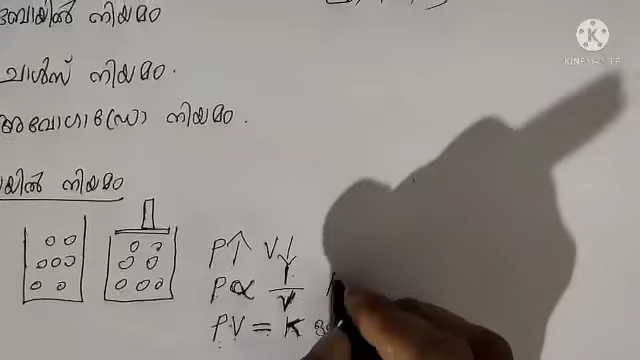 ബോയിൽ നിയമം
ചാൾസ് നിയമം.
അവോഗാഡ്രോ നിയമം.
യിൽ നിയമം
P↑ V↓
P ∝ 1/V
PV = K
K
KINEMASTER